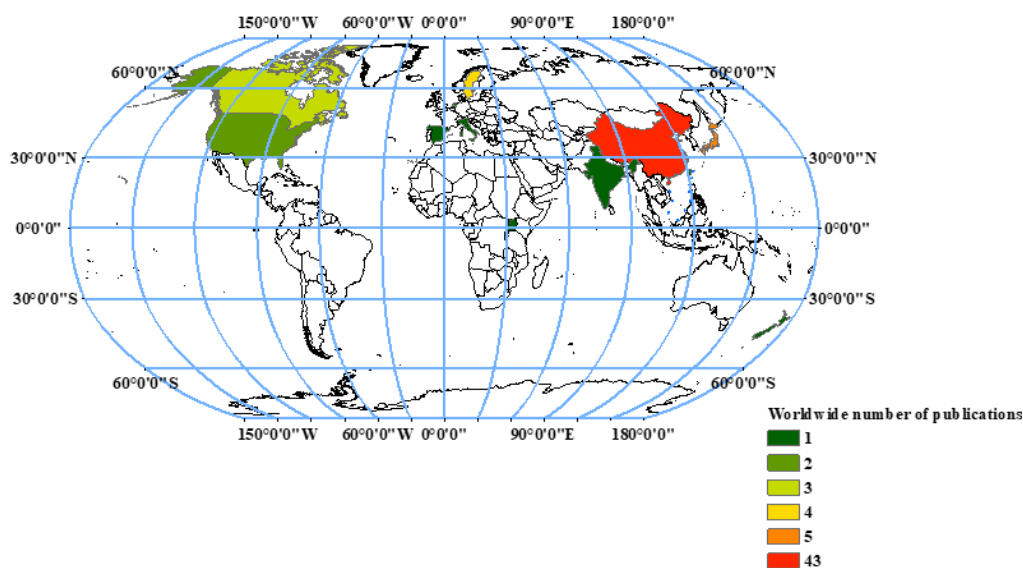 150°0'0"W 60°0'0"W 0°0'0" 90°0'0"E 180°0'0"
60°0'0"N 60°0'0"N
30°0'0"N 30°0'0"N
0°0'0" 0°0'0"
30°0'0"S 30°0'0"S
60°0'0"S 60°0'0"S
150°0'0"W 60°0'0"W 0°0'0" 90°0'0"E 180°0'0"
Worldwide number of publications
1
2
3
4
5
43